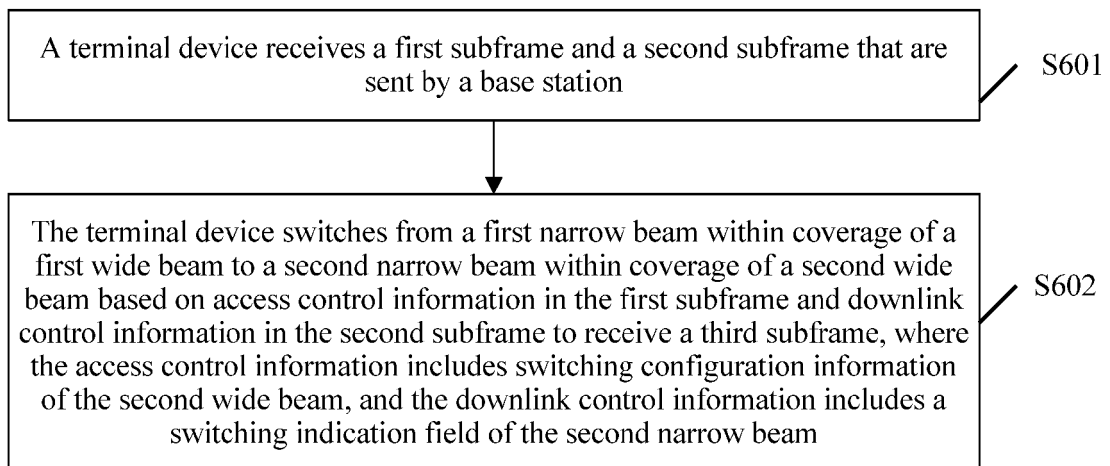 A terminal device receives a first subframe and a second subframe that are
sent by a base station
S601
The terminal device switches from a first narrow beam within coverage of a
first wide beam to a second narrow beam within coverage of a second wide
beam based on access control information in the first subframe and downlink
control information in the second subframe to receive a third subframe, where
the access control information includes switching configuration information
of the second wide beam, and the downlink control information includes a
switching indication field of the second narrow beam
S602